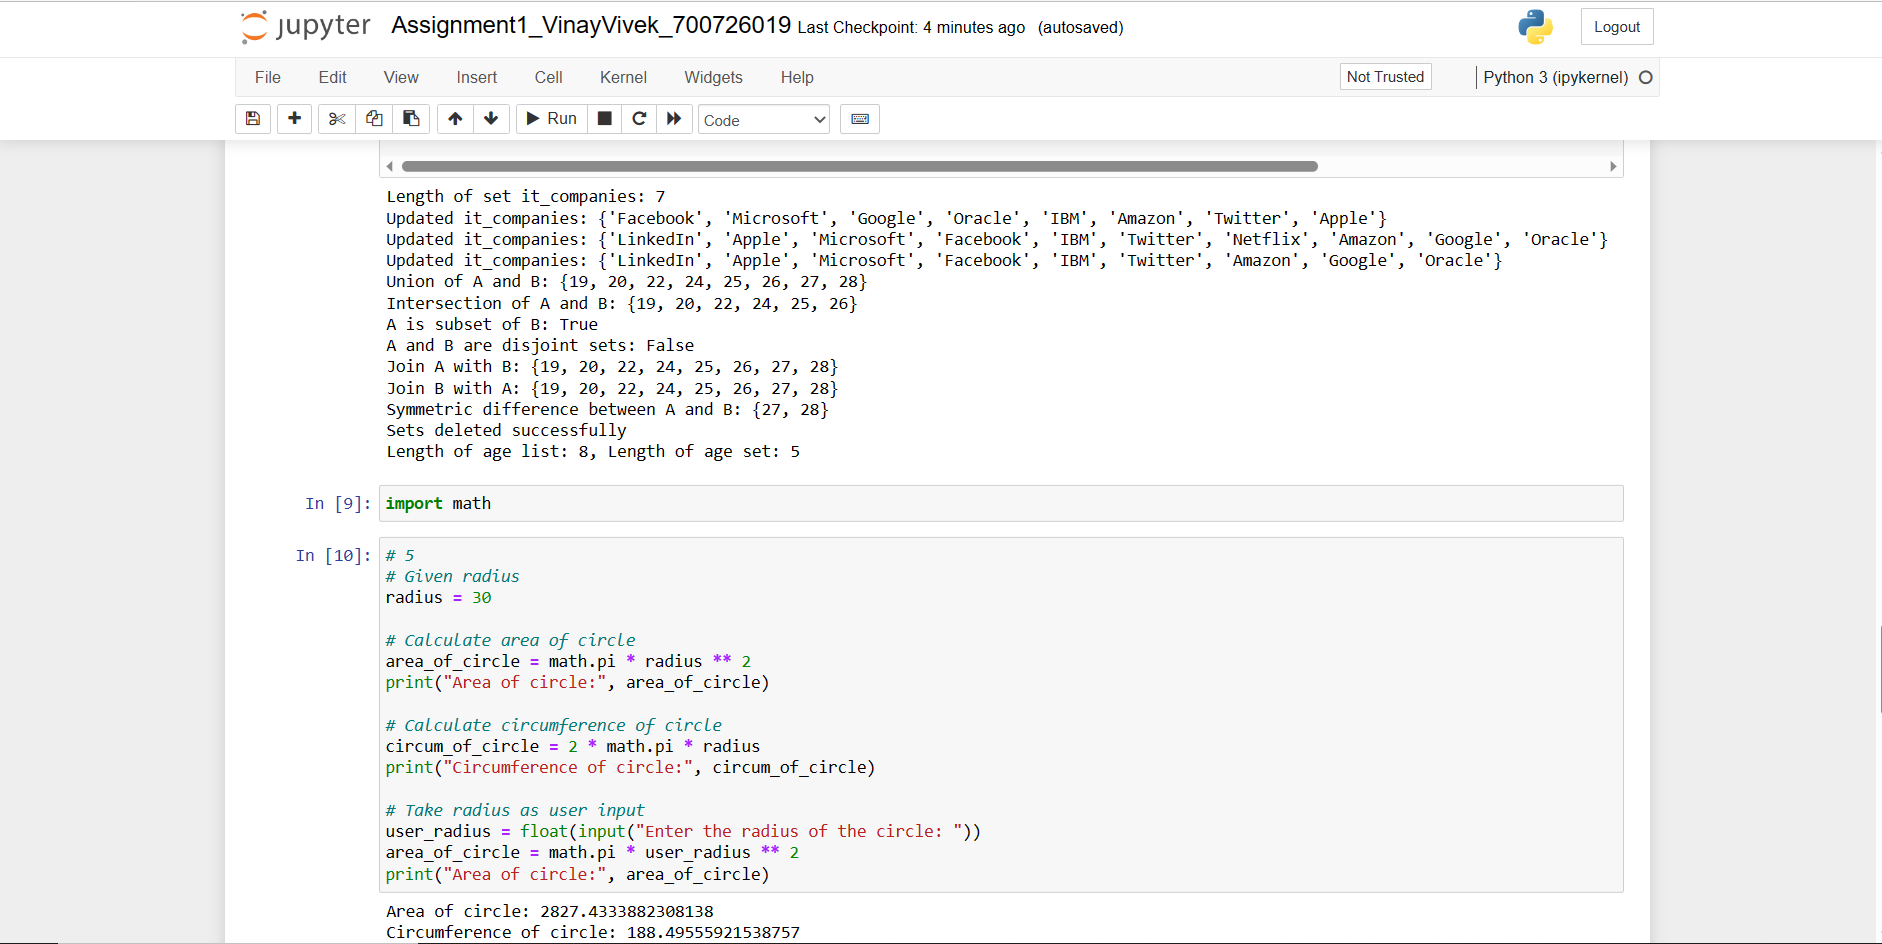 jupyter Assignment1_VinayVivek_700726019 Last Checkpoint: 4 minutes ago (autosaved) Logout
File Edit View Insert Cell Kernel Widgets Help Not Trusted Python 3 (ipykernel)
Run Code
Length of set it_companies: 7
Updated it_companies: {'Facebook', 'Microsoft', 'Google', 'Oracle', 'IBM', 'Amazon', 'Twitter', 'Apple'}
Updated it_companies: {'LinkedIn', 'Apple', 'Microsoft', 'Facebook', 'IBM', 'Twitter', 'Netflix', 'Amazon', 'Google', 'Oracle'}
Updated it_companies: {'LinkedIn', 'Apple', 'Microsoft', 'Facebook', 'IBM', 'Twitter', 'Amazon', 'Google', 'Oracle'}
Union of A and B: {19, 20, 22, 24, 25, 26, 27, 28}
Intersection of A and B: {19, 20, 22, 24, 25, 26}
A is subset of B: True
A and B are disjoint sets: False
Join A with B: {19, 20, 22, 24, 25, 26, 27, 28}
Join B with A: {19, 20, 22, 24, 25, 26, 27, 28}
Symmetric difference between A and B: {27, 28}
Sets deleted successfully
Length of age list: 8, Length of age set: 5
In [9]: import math
In [10]: # 5
# Given radius
radius = 30
# Calculate area of circle
area_of_circle = math.pi * radius ** 2
print("Area of circle:", area_of_circle)
# Calculate circumference of circle
circum_of_circle = 2 * math.pi * radius
print("Circumference of circle:", circum_of_circle)
# Take radius as user input
user_radius = float(input("Enter the radius of the circle: "))
area_of_circle = math.pi * user_radius ** 2
print("Area of circle:", area_of_circle)
Area of circle: 2827.4333882308138
Circumference of circle: 188.49555921538757